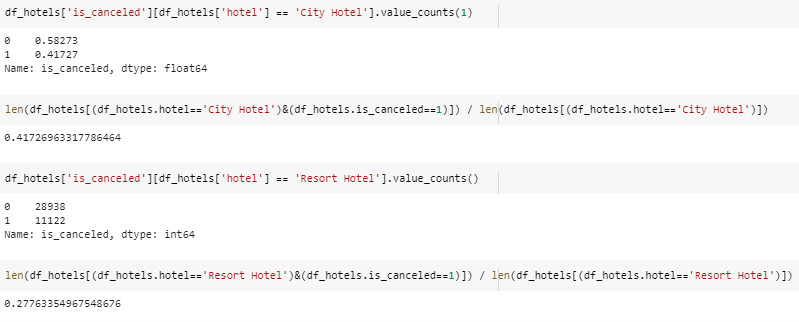 df_hotels['is_canceled'][df_hotels['hotel'] == 'City Hotel'].value_counts(1)
0    0.58273
1    0.41727
Name: is_canceled, dtype: float64
len(df_hotels[(df_hotels.hotel=='City Hotel')&(df_hotels.is_canceled==1)]) / len(df_hotels[(df_hotels.hotel=='City Hotel')])
0.41726963317786464
df_hotels['is_canceled'][df_hotels['hotel'] == 'Resort Hotel'].value_counts()
0    28938
1    11122
Name: is_canceled, dtype: int64
len(df_hotels[(df_hotels.hotel=='Resort Hotel')&(df_hotels.is_canceled==1)]) / len(df_hotels[(df_hotels.hotel=='Resort Hotel')])
0.27763354967548676